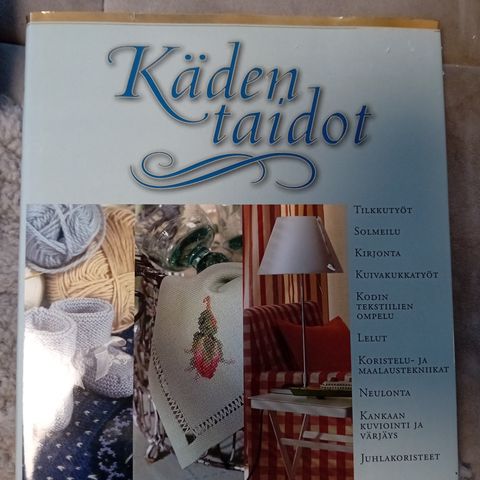 Käden
taidot
Tilkkutyöt
Solmeilu
Kirjonta
Kuivakukkatyöt
Kodin
tekstiilien
ompelu
Lelut
Koristelu- ja
maalaustekniikat
Neulonta
Kankaan
kuviointi ja
värjäys
Juhlakoristeet